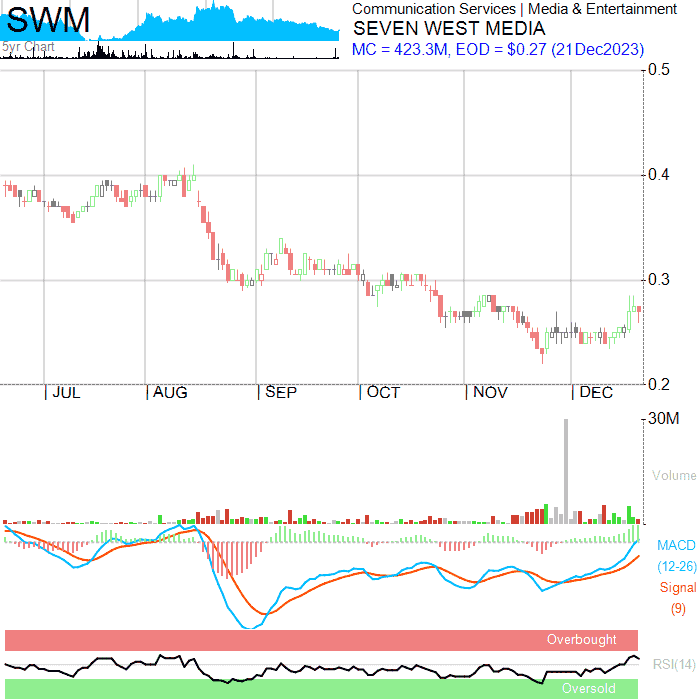 SWM
5yr Chart
Communication Services | Media & Entertainment
SEVEN WEST MEDIA
MC = 423.3M, EOD = $0.27 (21Dec2023)
0.5
0.4
0.3
0.2
JUL
AUG
SEP
OCT
NOV
DEC
30M
Volume
MACD
(12-26)
Signal
(9)
Overbought
RSI(14)
Oversold